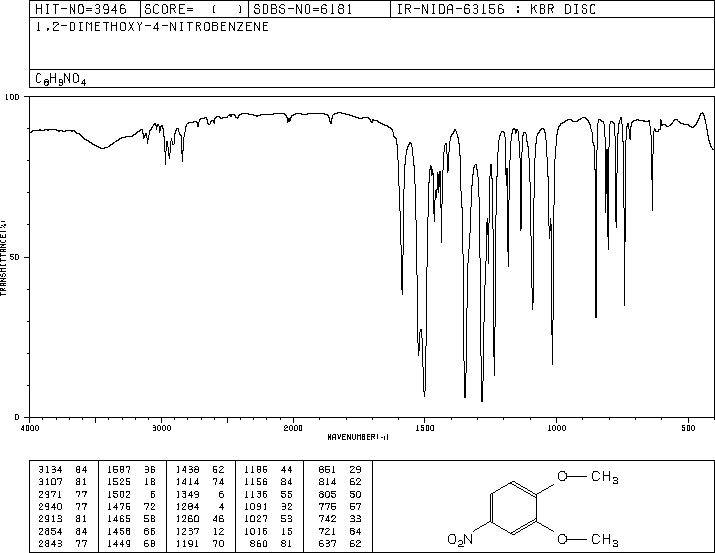 HIT-NO=3946 SCORE= ( ) SDBS-NO=6181 IR-NIDA-63156 : KBR DISC
1,2-DIMETHOXY-4-NITROBENZENE
C8H9NO4
100
50
0
TRANSMITTANCE(%)
4000 3000 2000 1500 1000 500
WAVENUMBER(-1)
3134 84 1587 36 1438 52 1186 44 851 29
3107 81 1525 18 1414 74 1156 84 814 62
2971 77 1502 6 1349 6 1136 55 805 50
2940 77 1476 72 1284 4 1091 32 776 57
2913 81 1465 58 1260 46 1027 53 742 33
2854 84 1458 66 1237 12 1016 15 721 84
2843 77 1449 68 1191 70 860 81 637 62
O CH3
O2N O CH3